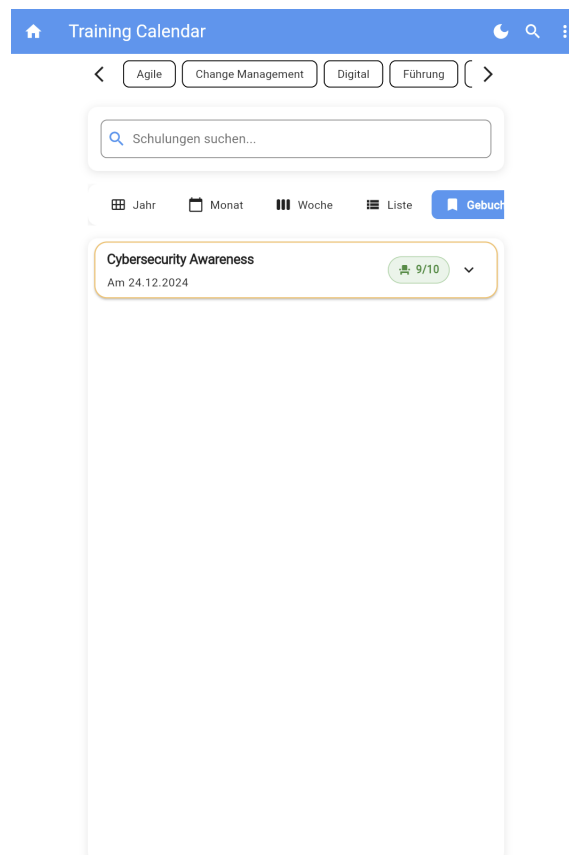 Training Calendar
Agile Change Management Digital Führung
Schulungen suchen...
Jahr Monat Woche Liste Gebuch
Cybersecurity Awareness
9/10
Am 24.12.2024